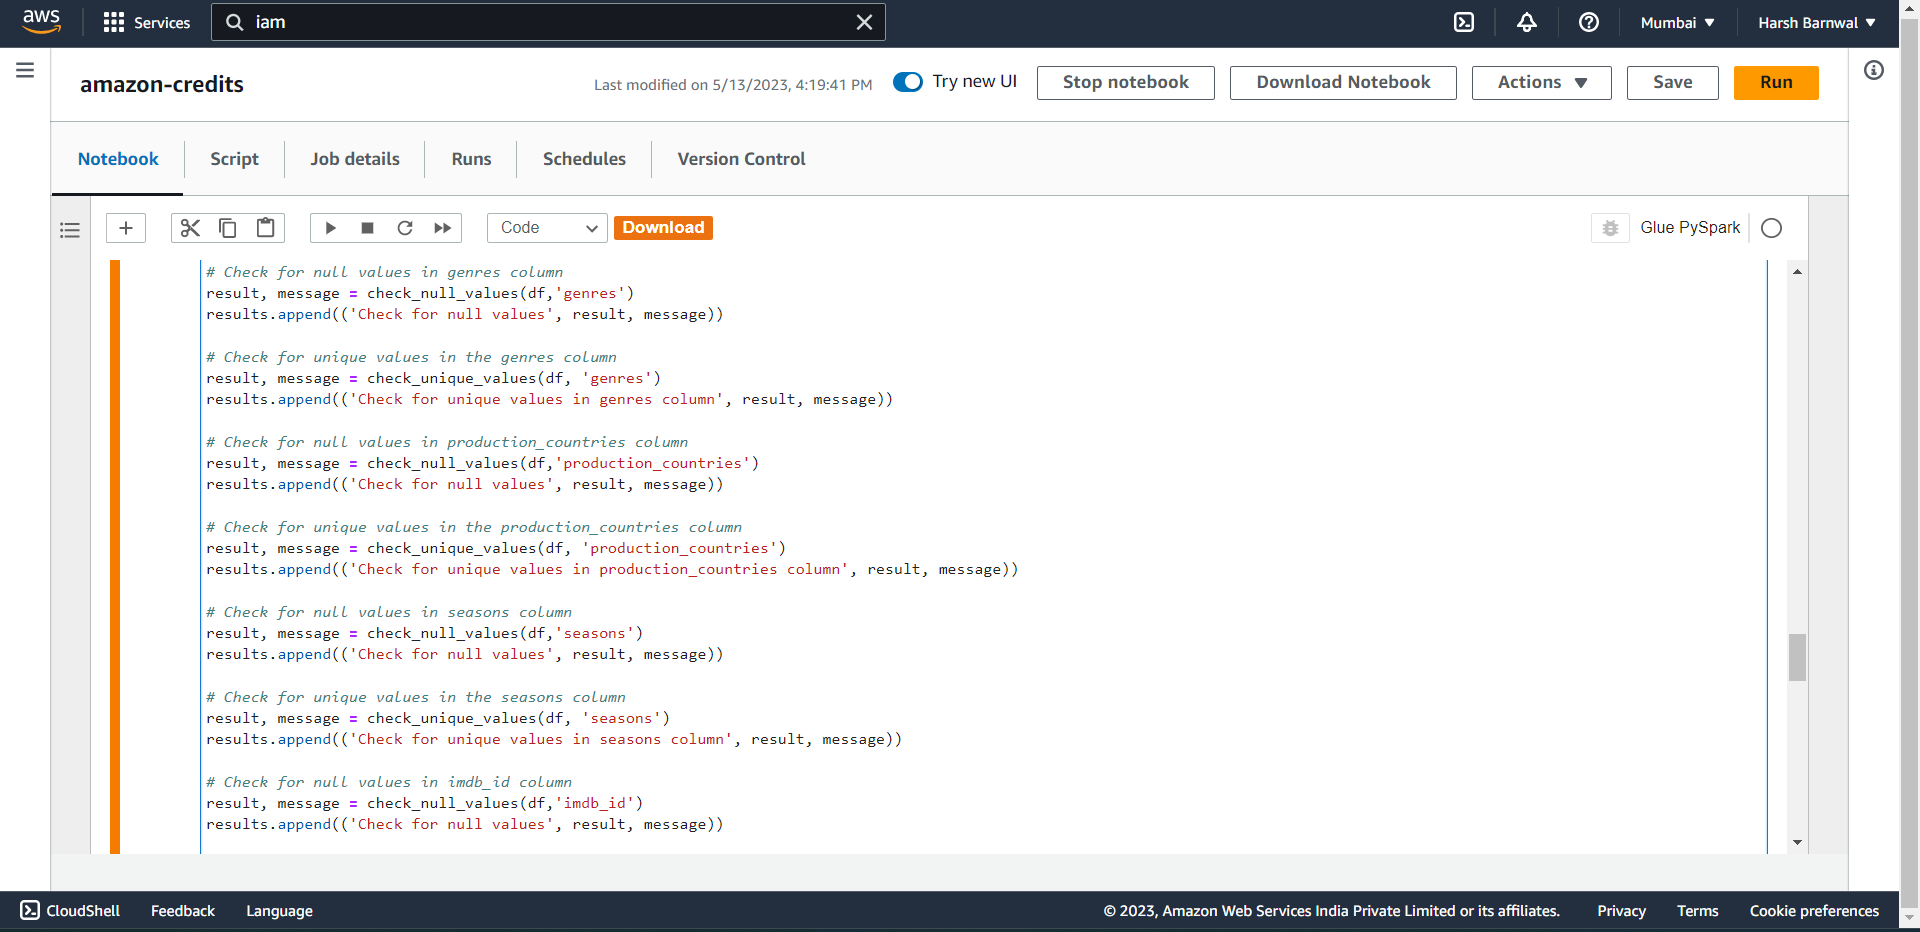 aws
Services
iam
Mumbai ▼
Harsh Barnwal ▼
amazon-credits
Last modified on 5/13/2023, 4:19:41 PM
Try new UI
Stop notebook
Download Notebook
Actions ▼
Save
Run
Notebook
Script
Job details
Runs
Schedules
Version Control
Code
Download
Glue PySpark
# Check for null values in genres column
result, message = check_null_values(df,'genres')
results.append(('Check for null values', result, message))
# Check for unique values in the genres column
result, message = check_unique_values(df, 'genres')
results.append(('Check for unique values in genres column', result, message))
# Check for null values in production_countries column
result, message = check_null_values(df,'production_countries')
results.append(('Check for null values', result, message))
# Check for unique values in the production_countries column
result, message = check_unique_values(df, 'production_countries')
results.append(('Check for unique values in production_countries column', result, message))
# Check for null values in seasons column
result, message = check_null_values(df,'seasons')
results.append(('Check for null values', result, message))
# Check for unique values in the seasons column
result, message = check_unique_values(df, 'seasons')
results.append(('Check for unique values in seasons column', result, message))
# Check for null values in imdb_id column
result, message = check_null_values(df,'imdb_id')
results.append(('Check for null values', result, message))
CloudShell
Feedback
Language
© 2023, Amazon Web Services India Private Limited or its affiliates.
Privacy
Terms
Cookie preferences